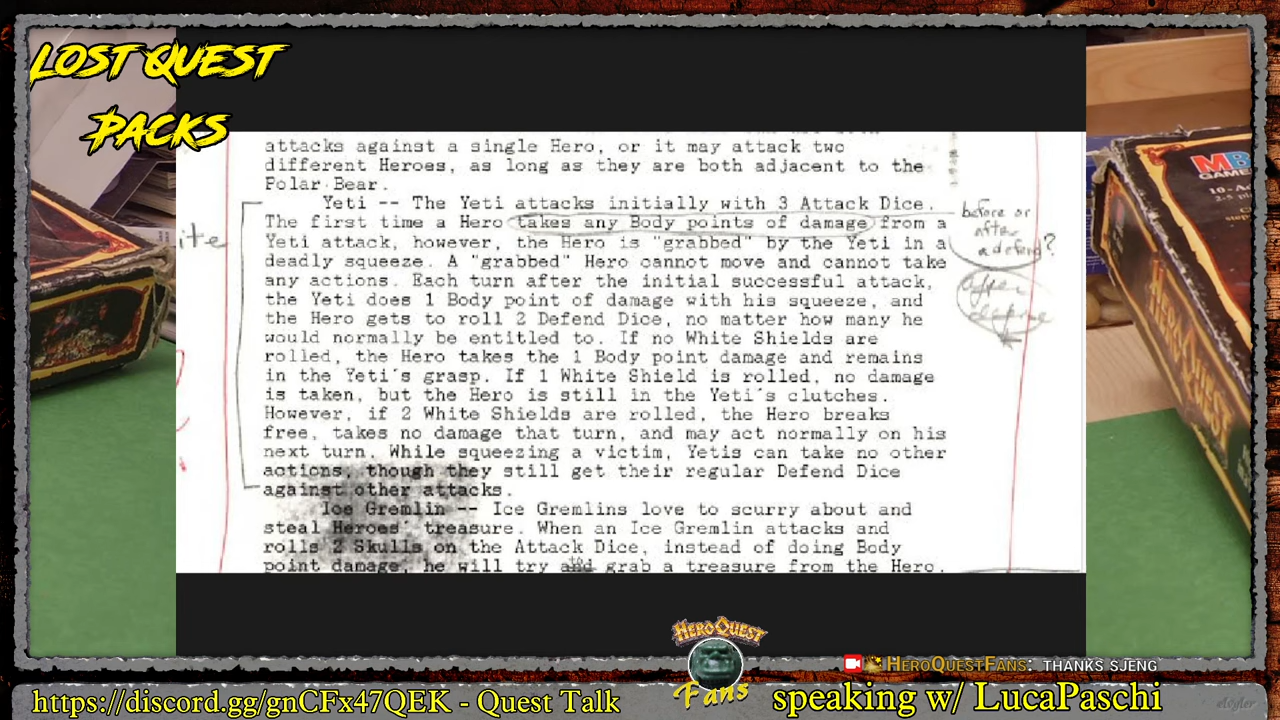 LOST QUEST
PACKS
attacks against a single Hero, or it may attack two
different Heroes, as long as they are both adjacent to the
Polar Bear.
Yeti -- The Yeti attacks initially with 3 Attack Dice.
The first time a Hero takes any Body points of damage from a
Yeti attack, however, the Hero is "grabbed" by the Yeti in a
deadly squeeze. A "grabbed" Hero cannot move and cannot take
any actions. Each turn after the initial successful attack,
the Yeti does 1 Body point of damage with his squeeze, and
the Hero gets to roll 2 Defend Dice, no matter how many he
would normally be entitled to. If no White Shields are
rolled, the Hero takes the 1 Body point damage and remains
in the Yeti's grasp. If 1 White Shield is rolled, no damage
is taken, but the Hero is still in the Yeti's clutches.
However, if 2 White Shields are rolled, the Hero breaks
free, takes no damage that turn, and may act normally on his
next turn. While squeezing a victim, Yetis can take no other
actions, though they still get their regular Defend Dice
against other attacks.
Ice Gremlin -- Ice Gremlins love to scurry about and
steal Heroes' treasure. When an Ice Gremlin attacks and
rolls 2 Skulls on the Attack Dice, instead of doing Body
point damage, he will try and grab a treasure from the Hero.
before or
after
a defend?
after
ite
MB
GAMES
HEROQUEST
Fans
HEROQUESTFANS: THANKS SJENG
https://discord.gg/gnCFx47QEK - Quest Talk
speaking w/ LucaPaschi